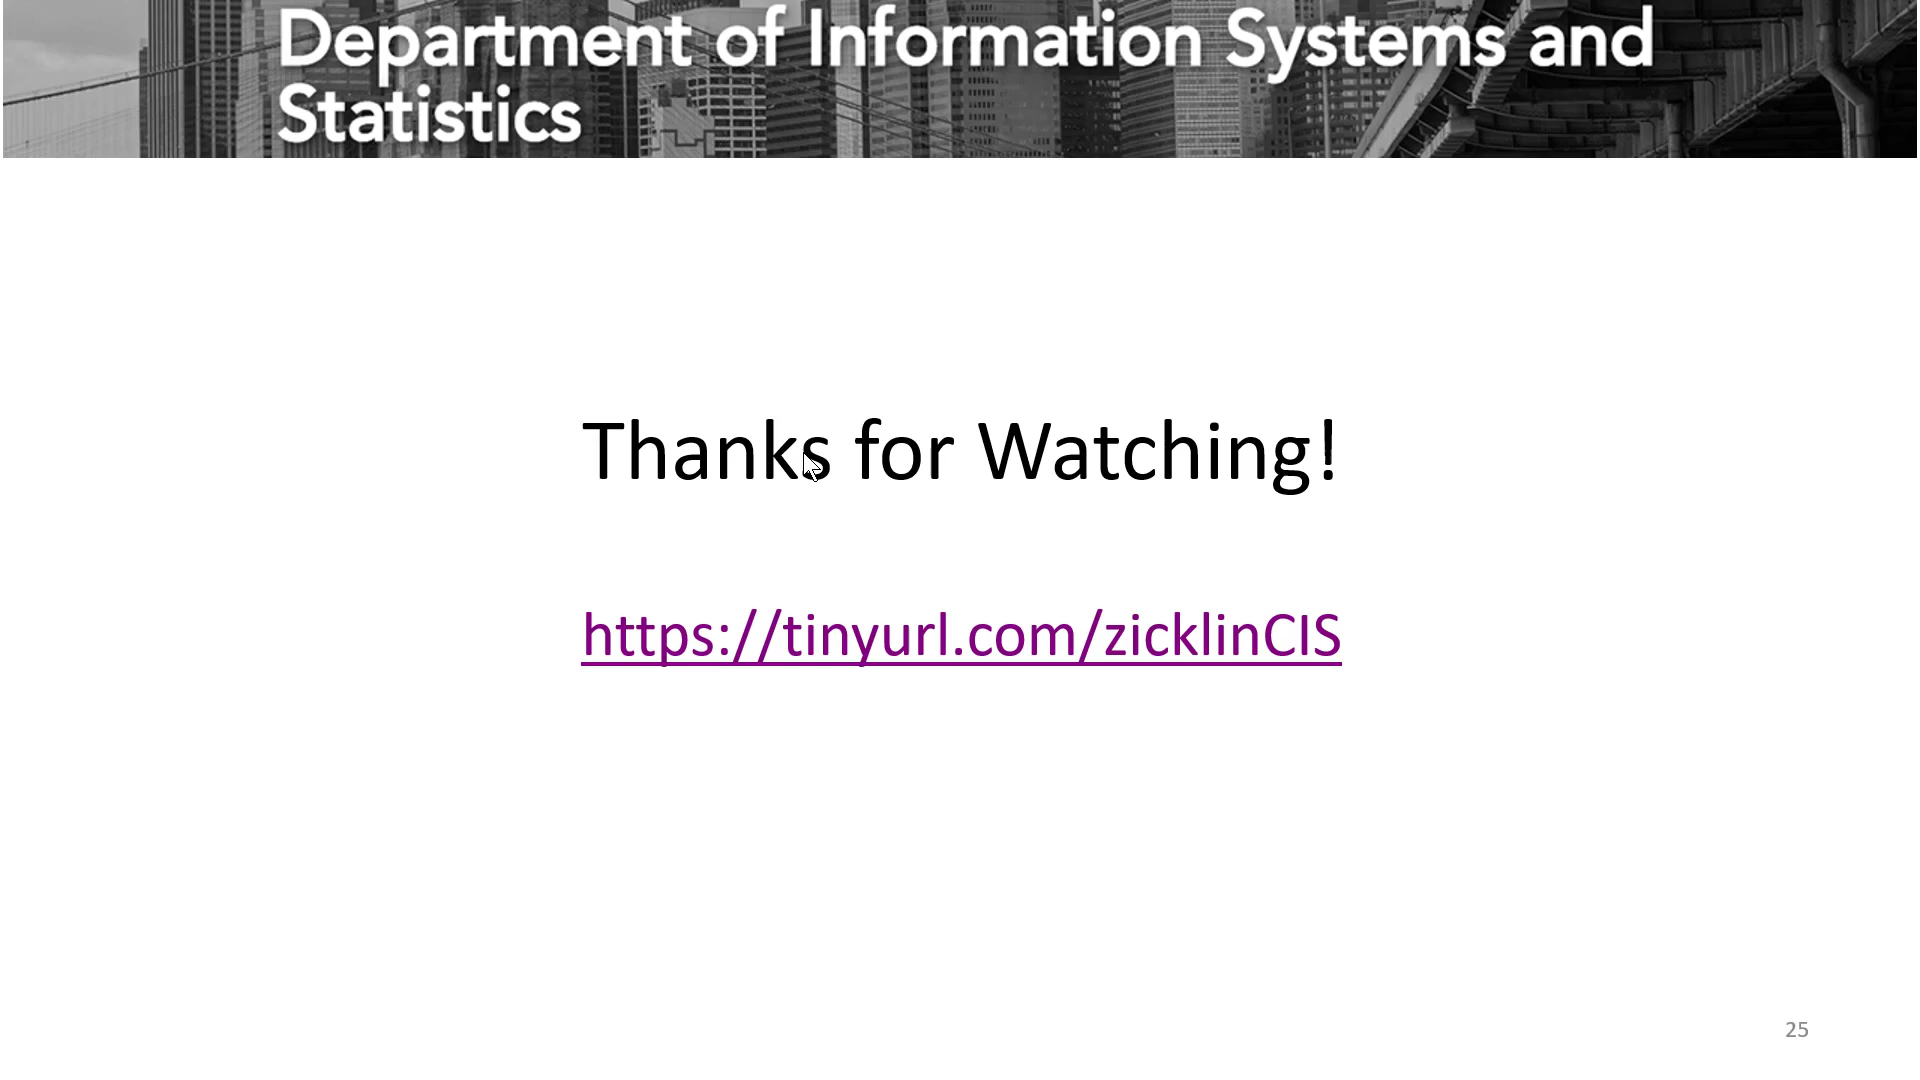 Department of Information Systems and
Statistics
Thanks for Watching!
https://tinyurl.com/zicklinCIS
25